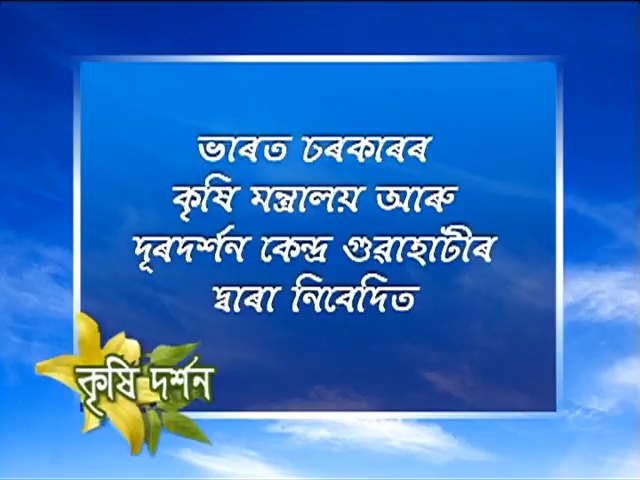 ভাৰত চৰকাৰৰ
কৃষি মন্ত্ৰালয় আৰু
দূৰদৰ্শন কেন্দ্ৰ গুৱাহাটীৰ
দ্বাৰা নিবেদিত
কৃষি দৰ্শন